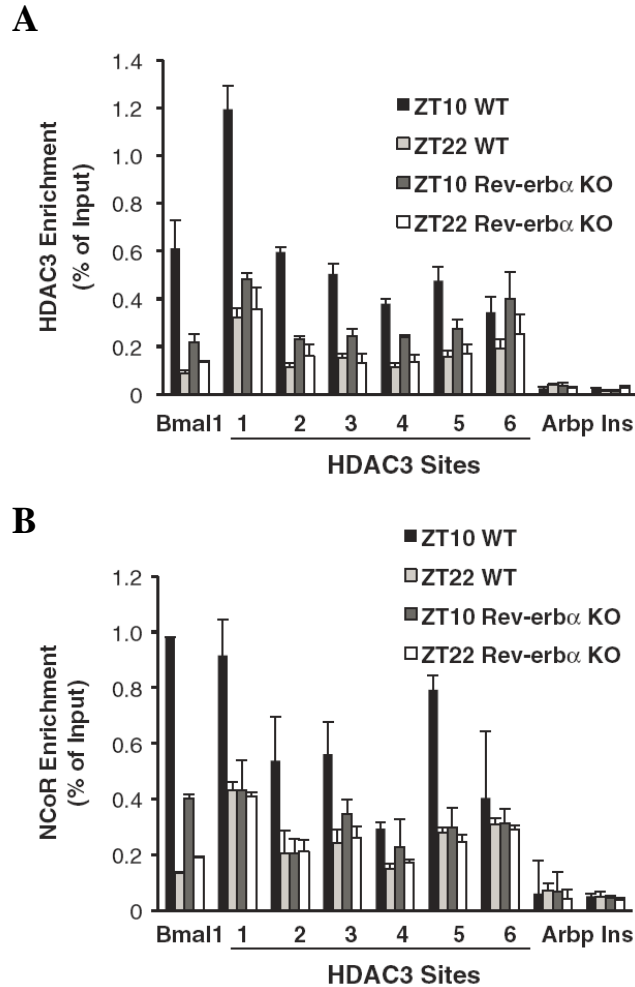 A
HDAC3 Enrichment
(% of Input)
1.4
1.2
1.0
0.8
0.6
0.4
0.2
0
ZT10 WT
ZT22 WT
ZT10 Rev-erbα KO
ZT22 Rev-erbα KO
Bmal1 1 2 3 4 5 6 Arbp Ins
HDAC3 Sites
B
NCoR Enrichment
(% of Input)
1.2
1.0
0.8
0.6
0.4
0.2
0
ZT10 WT
ZT22 WT
ZT10 Rev-erbα KO
ZT22 Rev-erbα KO
Bmal1 1 2 3 4 5 6 Arbp Ins
HDAC3 Sites